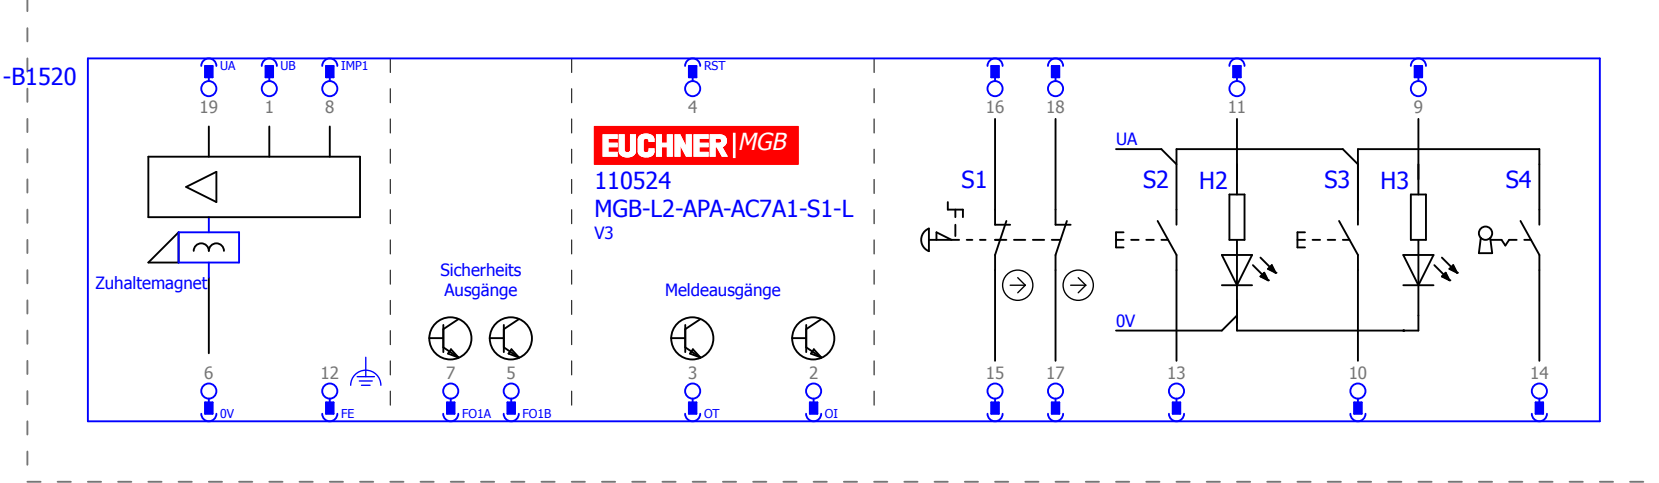 -B1520
UA
UB
IMP1
RST
19
1
8
4
16
18
11
9
EUCHNER|MGB
110524
MGB-L2-APA-AC7A1-S1-L
V3
UA
S1
S2
H2
S3
H3
S4
Zuhaltemagnet
Sicherheits
Ausgänge
Meldeausgänge
0V
6
12
7
5
3
2
15
17
13
10
14
0V
FE
FO1A
FO1B
OT
OI